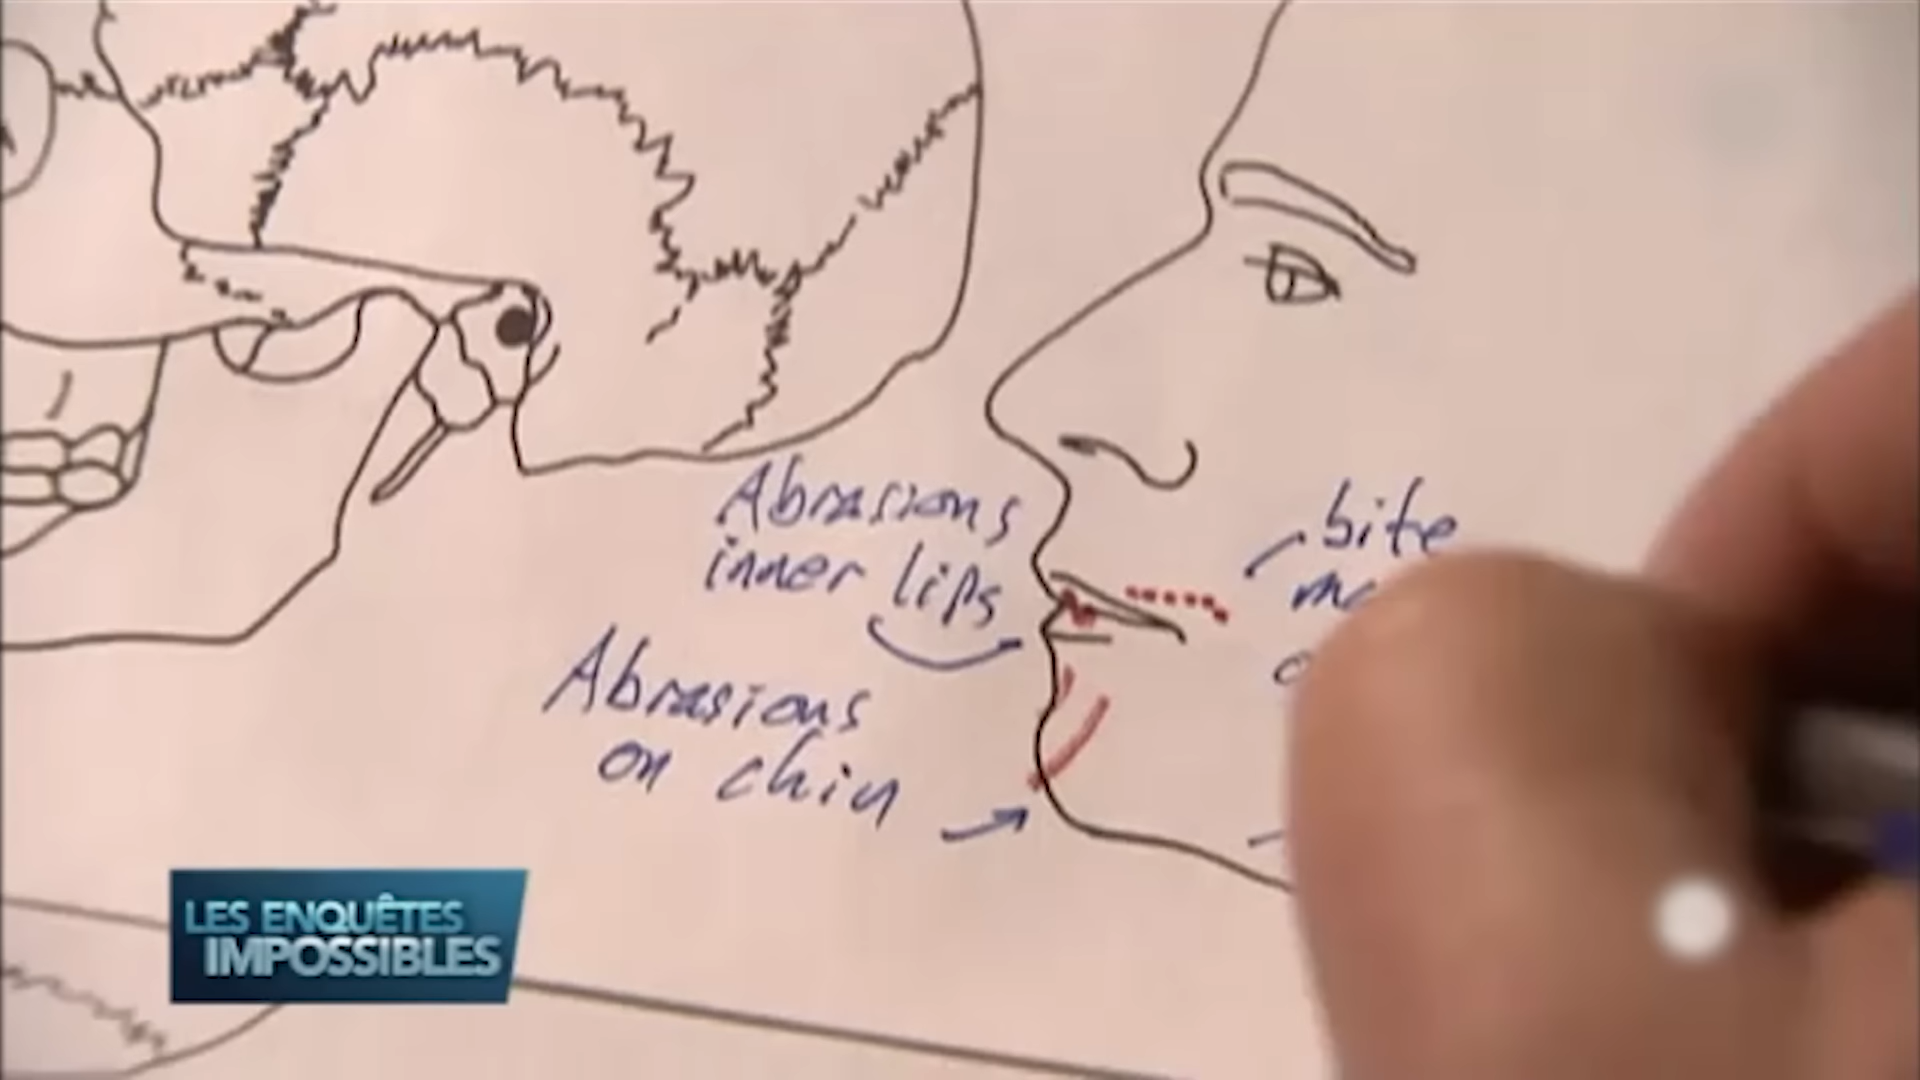 Abrasions
inner lips
Abrasions
on chin
bite
LES ENQUÊTES
IMPOSSIBLES